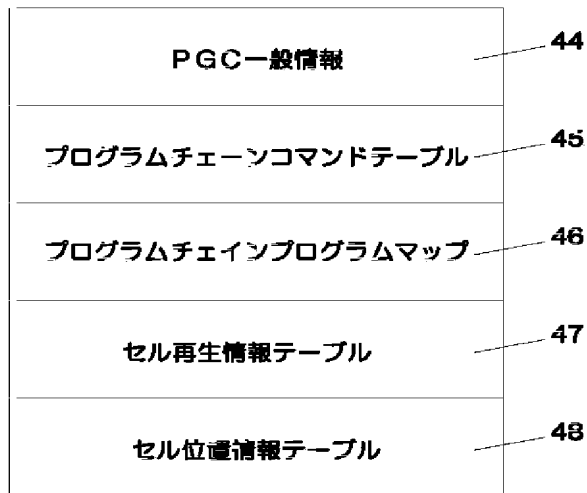 PGC一般情報 44
プログラムチェーンコマンドテーブル 45
プログラムチェインプログラムマップ 46
セル再生情報テーブル 47
セル位置情報テーブル 48